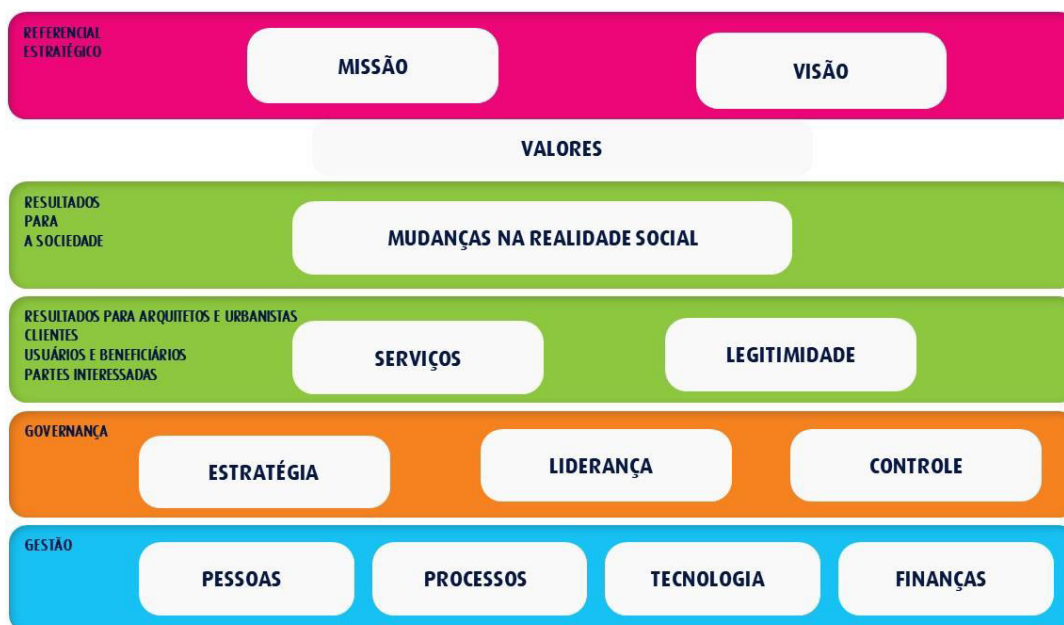 REFERENCIAL
ESTRATÉGICO
MISSÃO
VISÃO
VALORES
RESULTADOS
PARA
A SOCIEDADE
MUDANÇAS NA REALIDADE SOCIAL
RESULTADOS PARA ARQUITETOS E URBANISTAS
CLIENTES
USUÁRIOS E BENEFICIÁRIOS
PARTES INTERESSADAS
SERVIÇOS
LEGITIMIDADE
GOVERNANÇA
ESTRATÉGIA
LIDERANÇA
CONTROLE
GESTÃO
PESSOAS
PROCESSOS
TECNOLOGIA
FINANÇAS